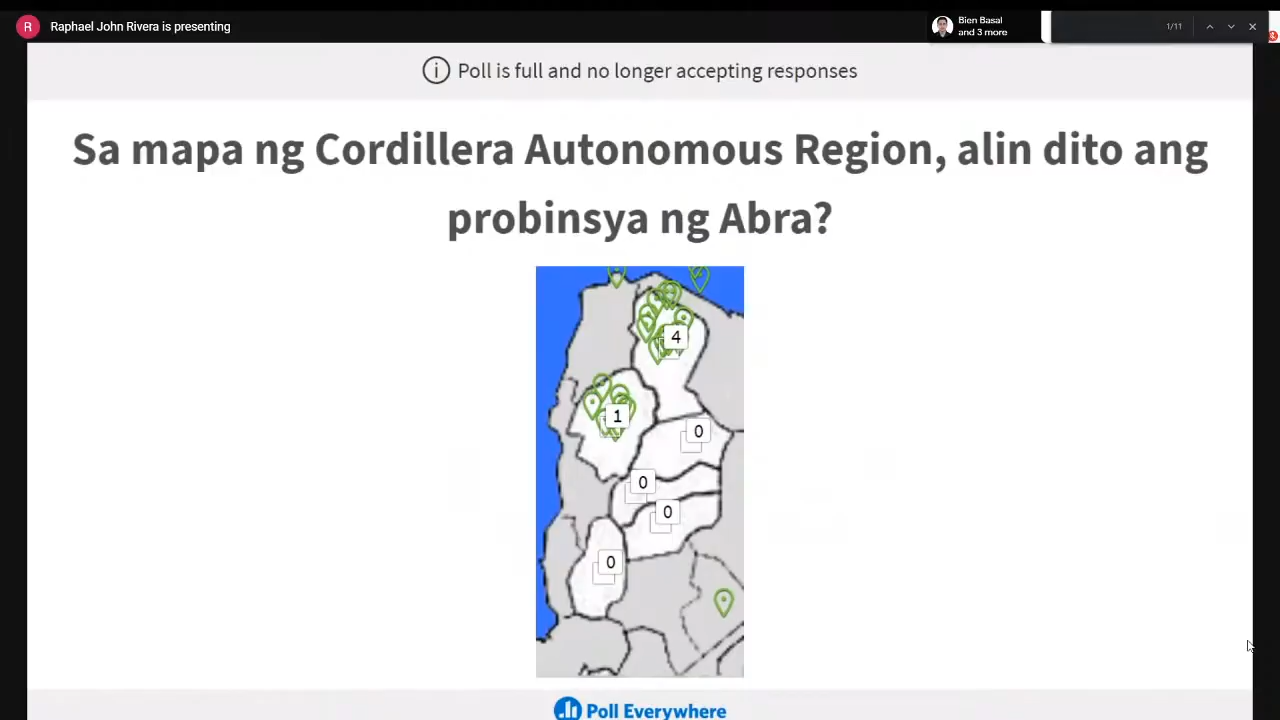 R Raphael John Rivera is presenting
Bien Basal
and 3 more
1/11
Poll is full and no longer accepting responses
Sa mapa ng Cordillera Autonomous Region, alin dito ang
probinsya ng Abra?
4
1
0
0
0
0
Poll Everywhere